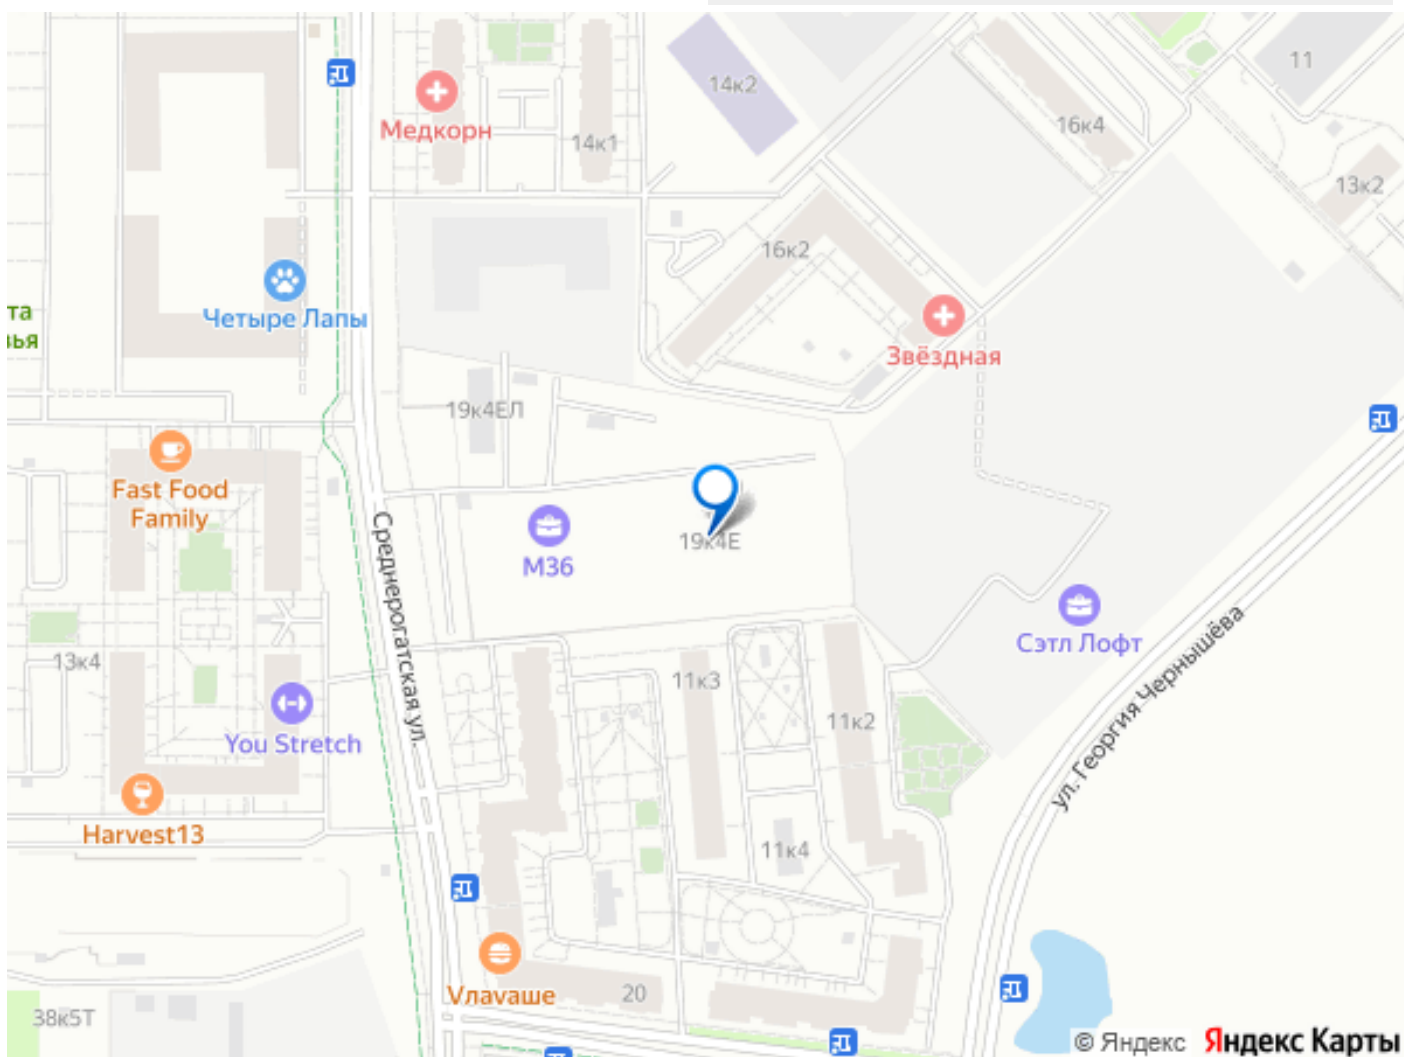 11
14к2
Медкорн
14к1
16к4
13к2
16к2
Четыре Лапы
та
вья
Звёздная
19к4ЕЛ
Fast Food
Family
М36
19к4Е
Среднерогатская ул.
Сэтл Лофт
ул. Георгия Чернышёва
13к4
11к3
11к2
You Stretch
Harvest13
11к4
Vлаvаше
20
38к5Т
© Яндекс Яндекс Карты